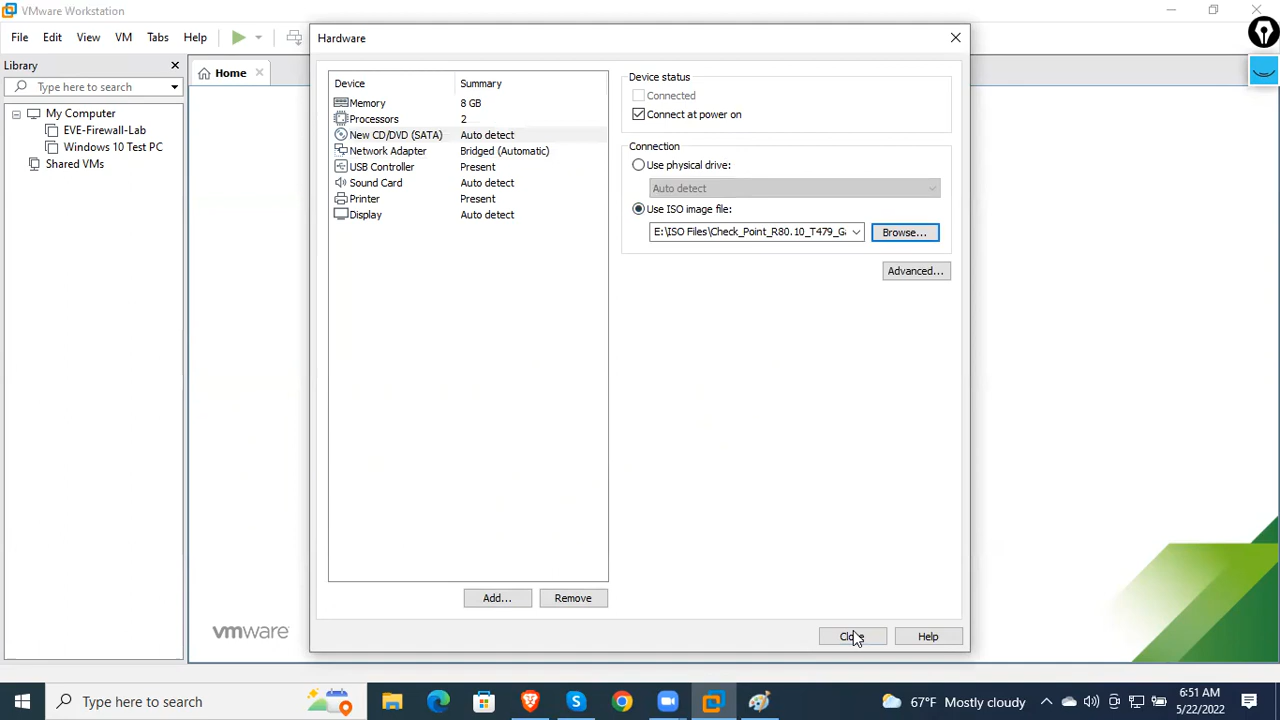 VMware Workstation
File Edit View VM Tabs Help
Library
Type here to search
My Computer
EVE-Firewall-Lab
Windows 10 Test PC
Shared VMs
Home
Hardware
Device Summary
Memory 8 GB
Processors 2
New CD/DVD (SATA) Auto detect
Network Adapter Bridged (Automatic)
USB Controller Present
Sound Card Auto detect
Printer Present
Display Auto detect
Add... Remove
Device status
Connected
Connect at power on
Connection
Use physical drive:
Auto detect
Use ISO image file:
E:\ISO Files\Check_Point_R80.10_T479_Ga
Browse...
Advanced...
Close Help
vmware
Type here to search
67°F Mostly cloudy
6:51 AM
5/22/2022